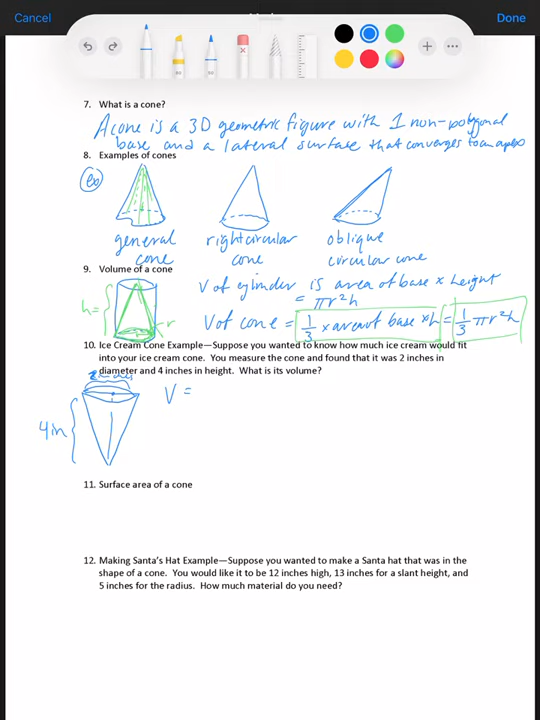 Cancel
Done
7. What is a cone?
A cone is a 3D geometric figure with 1 non-polygonal
base and a lateral surface that converges to an apex
8. Examples of cones
ex
general cone
right circular cone
oblique circular cone
9. Volume of a cone
V of cylinder is area of base × height
= πr²h
h =
r
V of cone = 1/3 × area of base × h = 1/3 πr²h
10. Ice Cream Cone Example—Suppose you wanted to know how much ice cream would fit
into your ice cream cone. You measure the cone and found that it was 2 inches in
diameter and 4 inches in height. What is its volume?
4in
V =
11. Surface area of a cone
12. Making Santa's Hat Example—Suppose you wanted to make a Santa hat that was in the
shape of a cone. You would like it to be 12 inches high, 13 inches for a slant height, and
5 inches for the radius. How much material do you need?